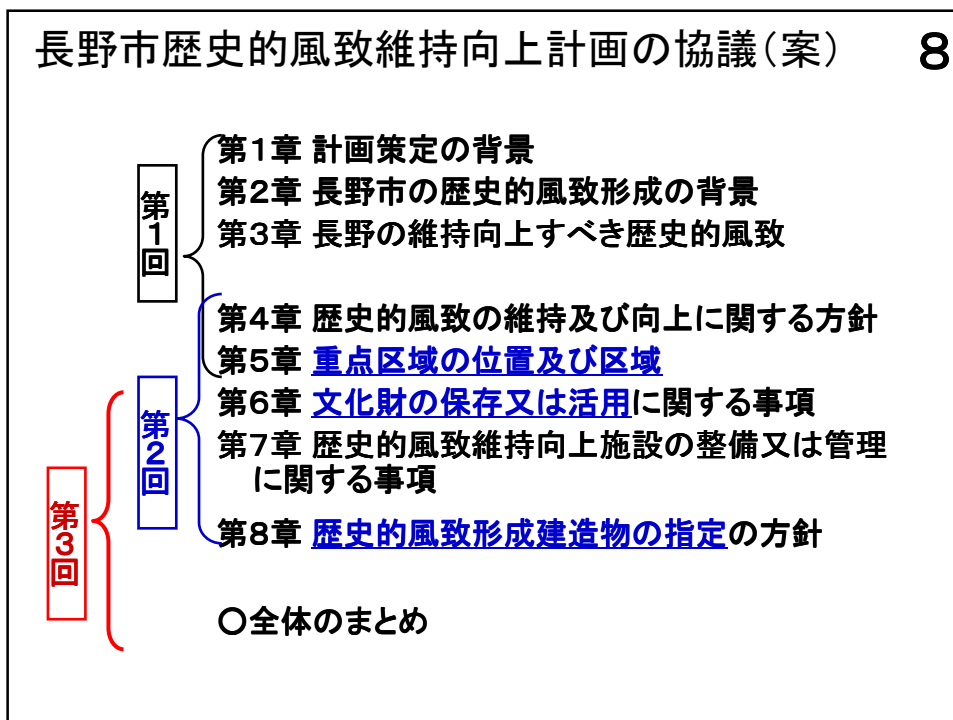 長野市歴史的風致維持向上計画の協議(案)
8
第1回
第1章 計画策定の背景
第2章 長野市の歴史的風致形成の背景
第3章 長野の維持向上すべき歴史的風致
第2回
第4章 歴史的風致の維持及び向上に関する方針
第5章 重点区域の位置及び区域
第6章 文化財の保存又は活用に関する事項
第7章 歴史的風致維持向上施設の整備又は管理
に関する事項
第8章 歴史的風致形成建造物の指定の方針
第3回
○全体のまとめ